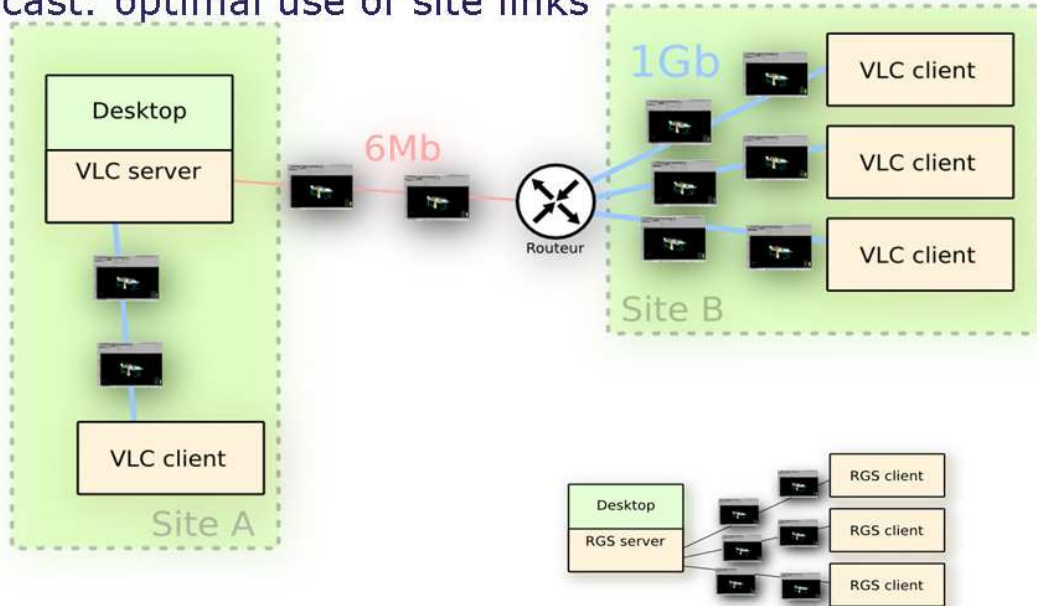 cast: optimal use of site links
Desktop
VLC server
VLC client
Site A
6Mb
Routeur
1Gb
VLC client
VLC client
VLC client
Site B
Desktop
RGS server
RGS client
RGS client
RGS client